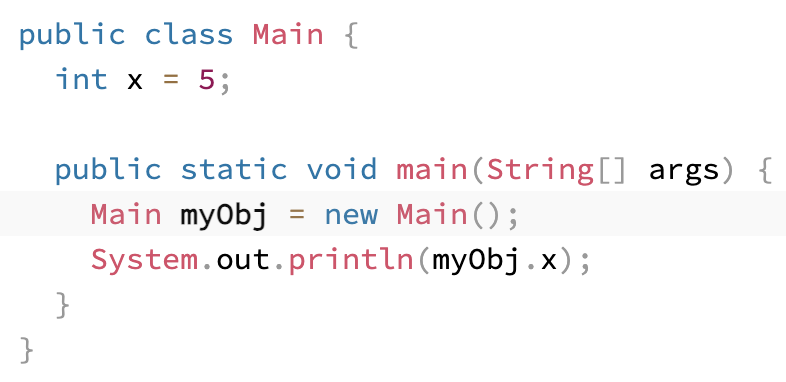 public class Main {
  int x = 5;

  public static void main(String[] args) {
    Main myObj = new Main();
    System.out.println(myObj.x);
  }
}